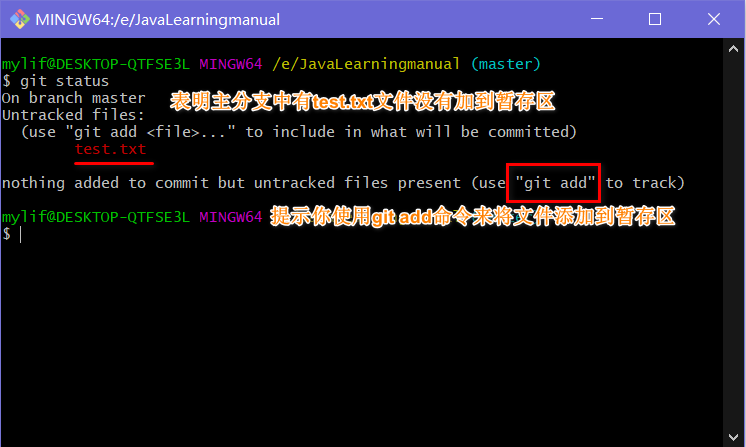 MINGW64:/e/JavaLearningmanual
mylif@DESKTOP-QTFSE3L MINGW64 /e/JavaLearningmanual (master)
$ git status
On branch master
表明主分支中有test.txt文件没有加到暂存区
Untracked files:
(use "git add <file>..." to include in what will be committed)
test.txt
nothing added to commit but untracked files present (use "git add" to track)
mylif@DESKTOP-QTFSE3L MINGW64
提示你使用git add命令来将文件添加到暂存区
$